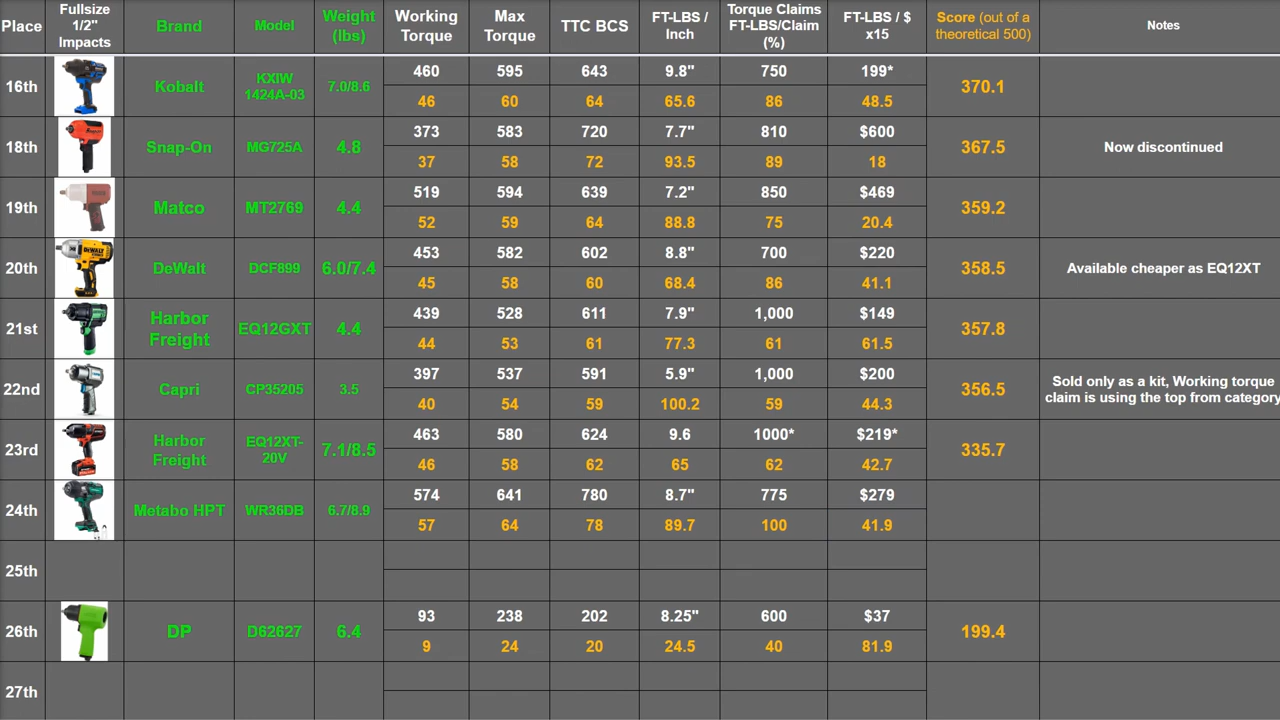 Place
Fullsize
1/2"
Impacts
Brand
Model
Weight
(lbs)
Working
Torque
Max
Torque
TTC BCS
FT-LBS /
Inch
Torque Claims
FT-LBS/Claim
(%)
FT-LBS / $
x15
Score (out of a
theoretical 500)
Notes
16th
Kobalt
KXIW
1424A-03
7.0/8.6
460 595 643 9.8" 750 199*
46 60 64 65.6 86 48.5
370.1
18th
Snap-On
MG725A
4.8
373 583 720 7.7" 810 $600
37 58 72 93.5 89 18
367.5
Now discontinued
19th
Matco
MT2769
4.4
519 594 639 7.2" 850 $469
52 59 64 88.8 75 20.4
359.2
20th
DeWalt
DCF899
6.0/7.4
453 582 602 8.8" 700 $220
45 58 60 68.4 86 41.1
358.5
Available cheaper as EQ12XT
21st
Harbor
Freight
EQ12GXT
4.4
439 528 611 7.9" 1,000 $149
44 53 61 77.3 61 61.5
357.8
22nd
Capri
CP35205
3.5
397 537 591 5.9" 1,000 $200
40 54 59 100.2 59 44.3
356.5
Sold only as a kit, Working torque
claim is using the top from category
23rd
Harbor
Freight
EQ12XT-
20V
7.1/8.5
463 580 624 9.6 1000* $219*
46 58 62 65 62 42.7
335.7
24th
Metabo HPT
WR36DB
6.7/8.9
574 641 780 8.7" 775 $279
57 64 78 89.7 100 41.9
25th
26th
DP
D62627
6.4
93 238 202 8.25" 600 $37
9 24 20 24.5 40 81.9
199.4
27th